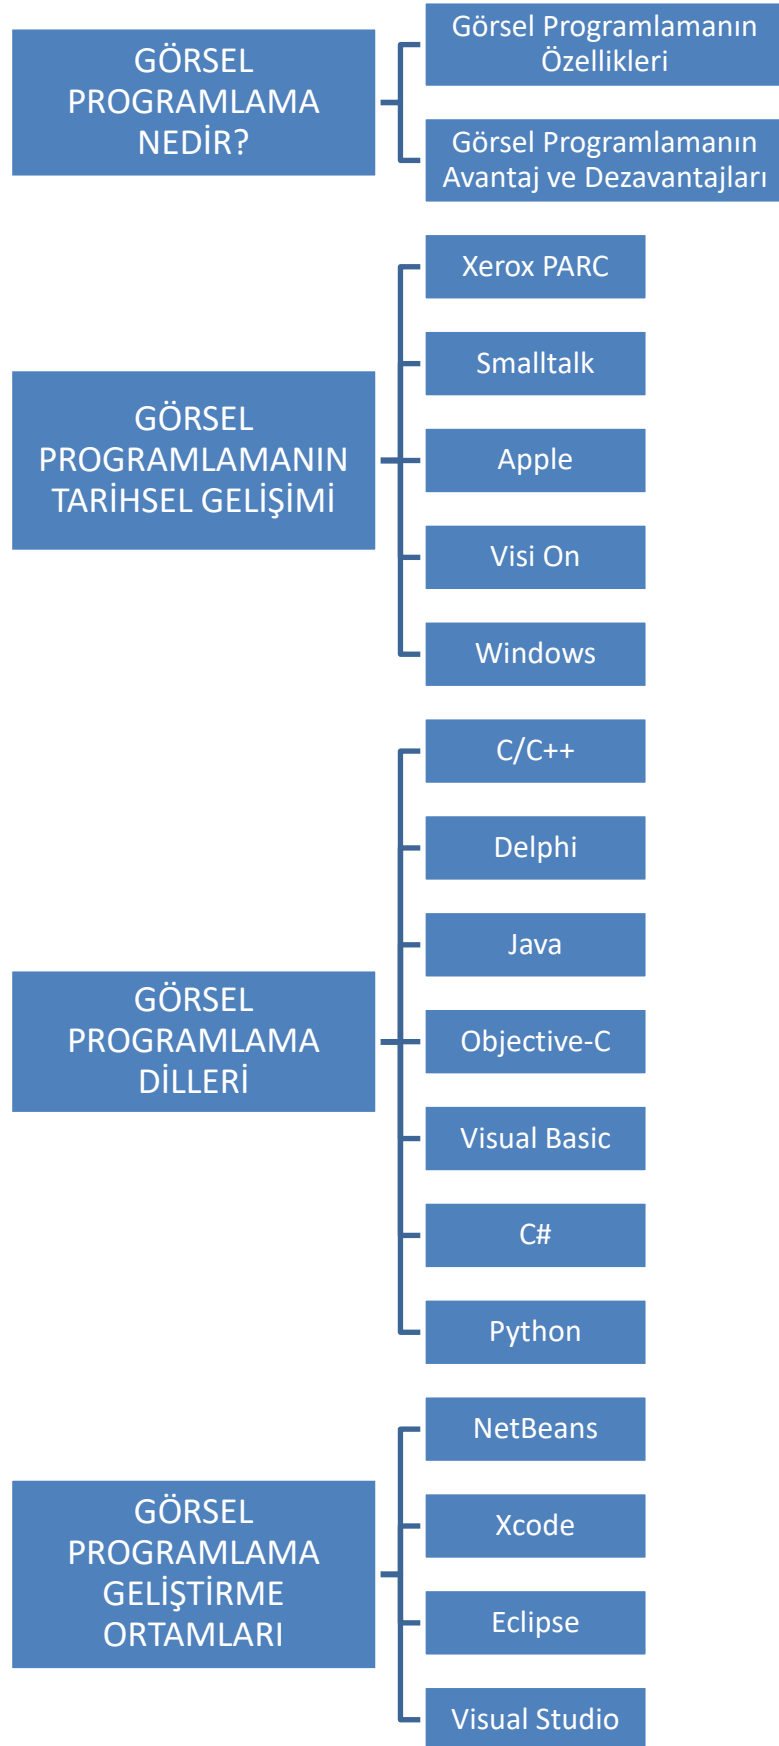 GÖRSEL
PROGRAMLAMA
NEDİR?
Görsel Programlamanın
Özellikleri
Görsel Programlamanın
Avantaj ve Dezavantajları
GÖRSEL
PROGRAMLAMANIN
TARİHSEL GELİŞİMİ
Xerox PARC
Smalltalk
Apple
Visi On
Windows
GÖRSEL
PROGRAMLAMA
DİLLERİ
C/C++
Delphi
Java
Objective-C
Visual Basic
C#
Python
GÖRSEL
PROGRAMLAMA
GELİŞTİRME
ORTAMLARI
NetBeans
Xcode
Eclipse
Visual Studio